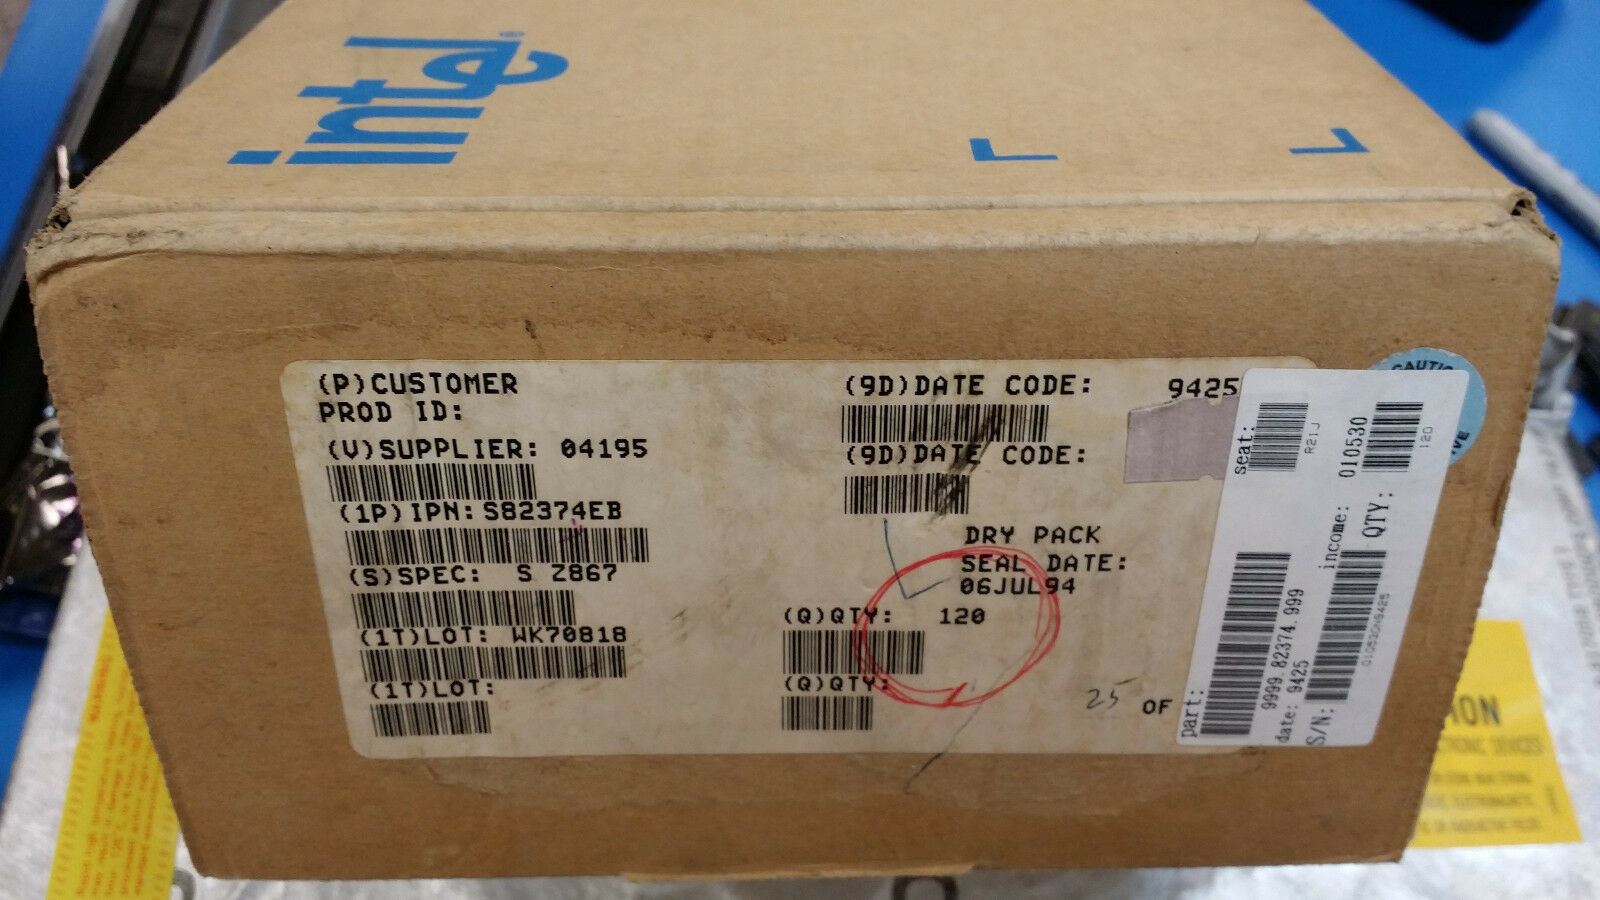 intel®
(P)CUSTOMER
PROD ID:
(V)SUPPLIER: 04195
(1P)IPN: S82374EB
(S)SPEC: S Z867
(1T)LOT: WK70818
(1T)LOT:
(9D)DATE CODE: 9425
(9D)DATE CODE:
DRY PACK
SEAL DATE:
06JUL94
(Q)QTY: 120
(Q)QTY:
25 OF
seat:
R21J
income: 010530
QTY:
120
part:
9999.82374.999
date: 9425
S/N:
010530N9425